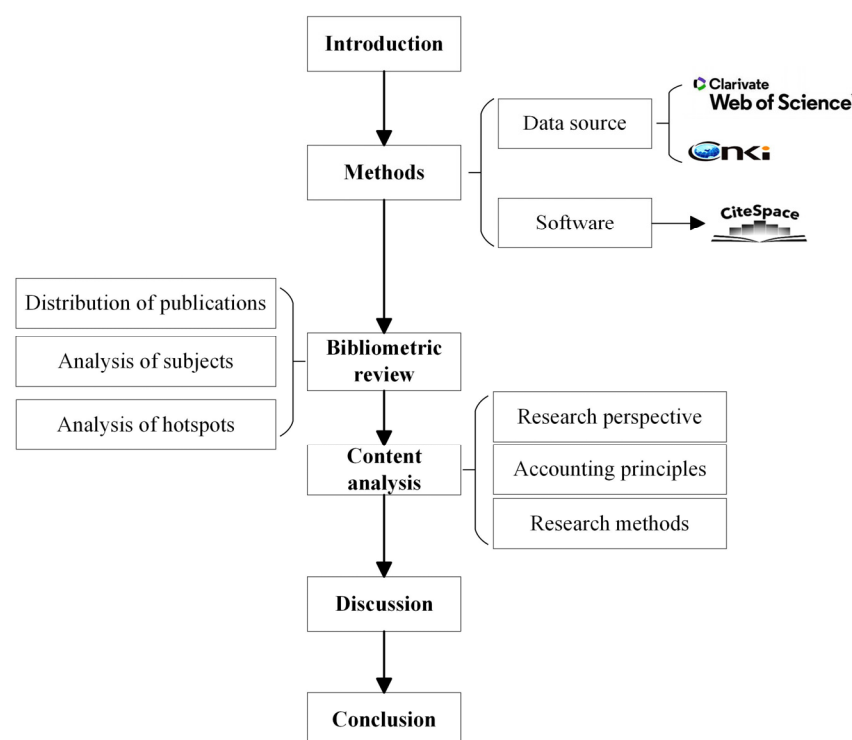 Introduction
Clarivate
Web of Science
Data source
cnki
Methods
Software
CiteSpace
Distribution of publications
Bibliometric
review
Analysis of subjects
Analysis of hotspots
Research perspective
Content
analysis
Accounting principles
Research methods
Discussion
Conclusion